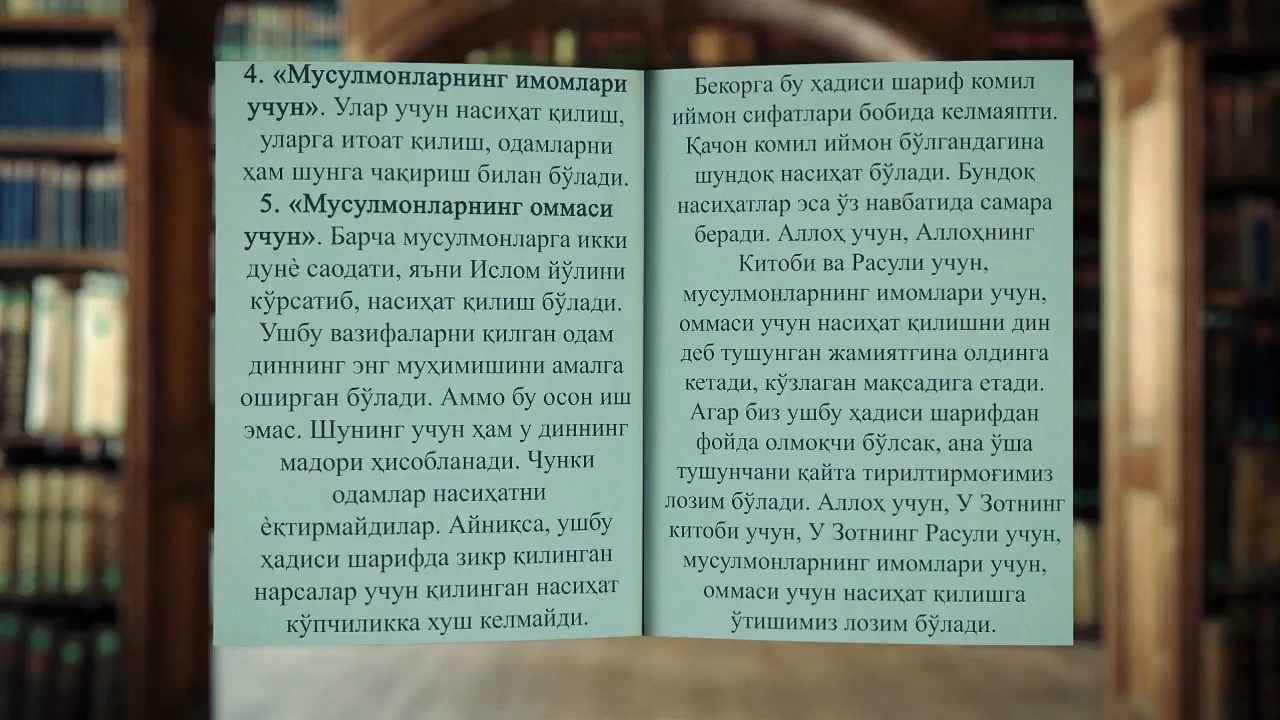 4. «Мусулмонларнинг имомлари
учун». Улар учун насиҳат қилиш,
уларга итоат қилиш, одамларни
ҳам шунга чақириш билан бўлади.
5. «Мусулмонларнинг оммаси
учун». Барча мусулмонларга икки
дунѐ саодати, яъни Ислом йўлини
кўрсатиб, насиҳат қилиш бўлади.
Ушбу вазифаларни қилган одам
диннинг энг муҳимишини амалга
оширган бўлади. Аммо бу осон иш
эмас. Шунинг учун ҳам у диннинг
мадори ҳисобланади. Чунки
одамлар насиҳатни
ѐқтирмайдилар. Айниқса, ушбу
ҳадиси шарифда зикр қилинган
нарсалар учун қилинган насиҳат
кўпчиликка хуш келмайди.
Бекорга бу ҳадиси шариф комил
иймон сифатлари бобида келмаяпти.
Қачон комил иймон бўлгандагина
шундоқ насиҳат бўлади. Бундоқ
насиҳатлар эса ўз навбатида самара
беради. Аллоҳ учун, Аллоҳнинг
Китоби ва Расули учун,
мусулмонларнинг имомлари учун,
оммаси учун насиҳат қилишни дин
деб тушунган жамиятгина олдинга
кетади, кўзлаган мақсадига етади.
Агар биз ушбу ҳадиси шарифдан
фойда олмоқчи бўлсак, ана ўша
тушунчани қайта тирилтирмоғимиз
лозим бўлади. Аллоҳ учун, У Зотнинг
китоби учун, У Зотнинг Расули учун,
мусулмонларнинг имомлари учун,
оммаси учун насиҳат қилишга
ўтишимиз лозим бўлади.